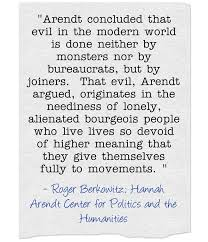 "Arendt concluded that
evil in the modern world
is done neither by
monsters nor by
bureaucrats, but by
joiners. That evil, Arendt
argued, originates in the
neediness of lonely,
alienated bourgeois people
who live lives so devoid
of higher meaning that
they give themselves
fully to movements. "
- Roger Berkowitz; Hannah
Arendt Center for Politics and the
Humanities